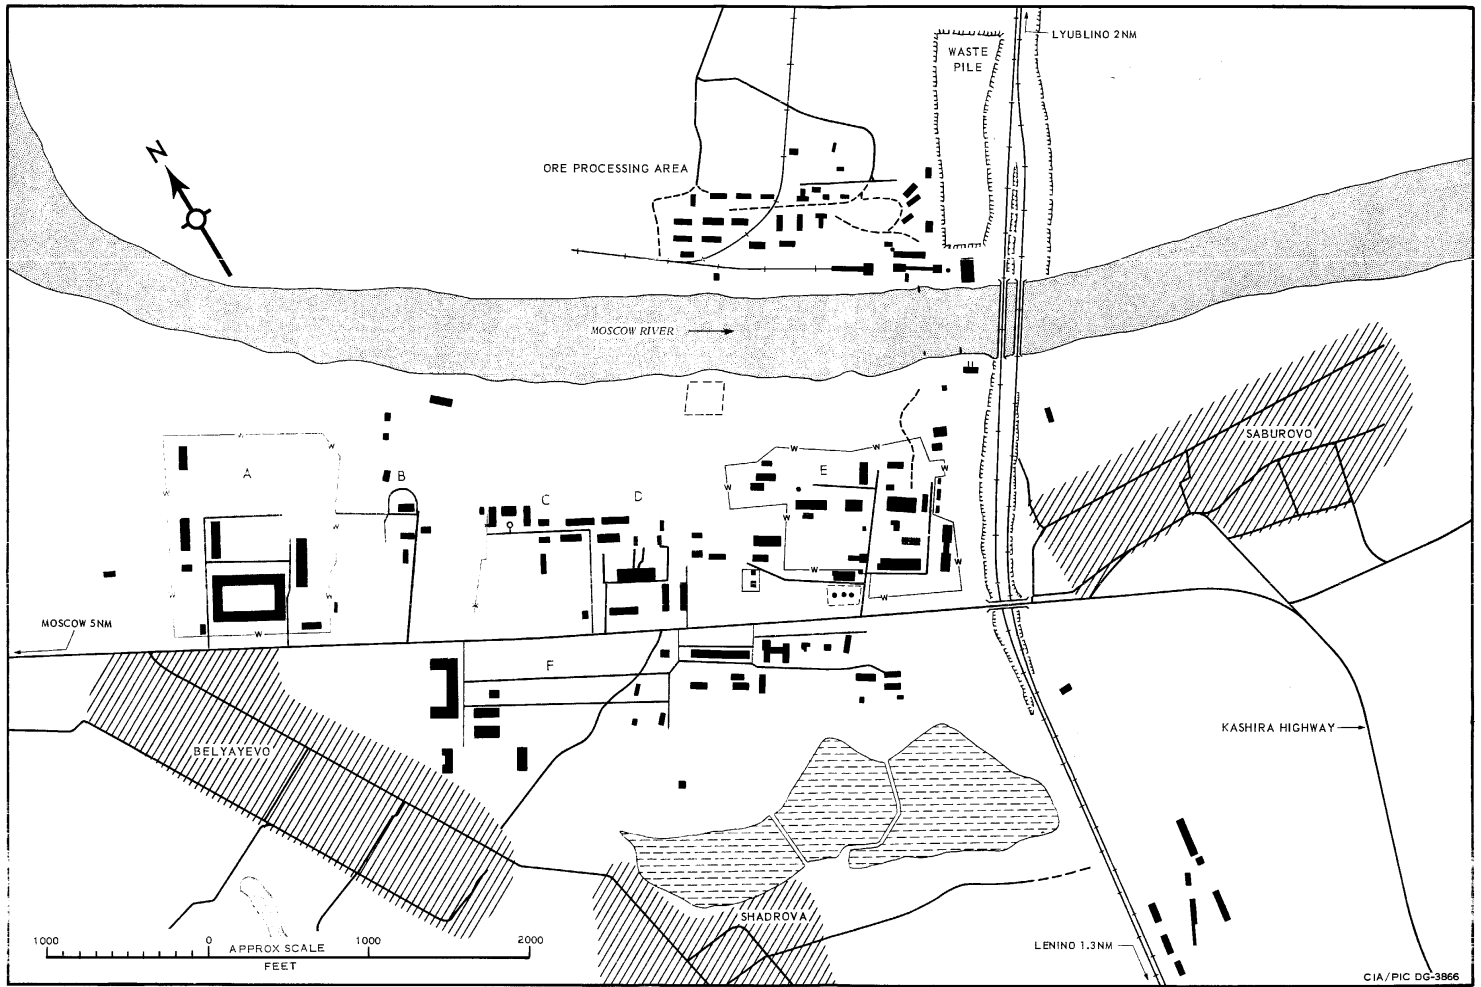 LYUBLINO 2NM
WASTE
PILE
N
ORE PROCESSING AREA
MOSCOW RIVER
SABUROVO
W
W
W
W
A
E
W
W
B
W
C
D
W
W
W
W
W
W
W
MOSCOW 5NM
W
F
BELYAYEVO
KASHIRA HIGHWAY
SHADROVA
1000 0 1000 2000
APPROX SCALE
FEET
LENINO 1.3NM
CIA/PIC DG-3866